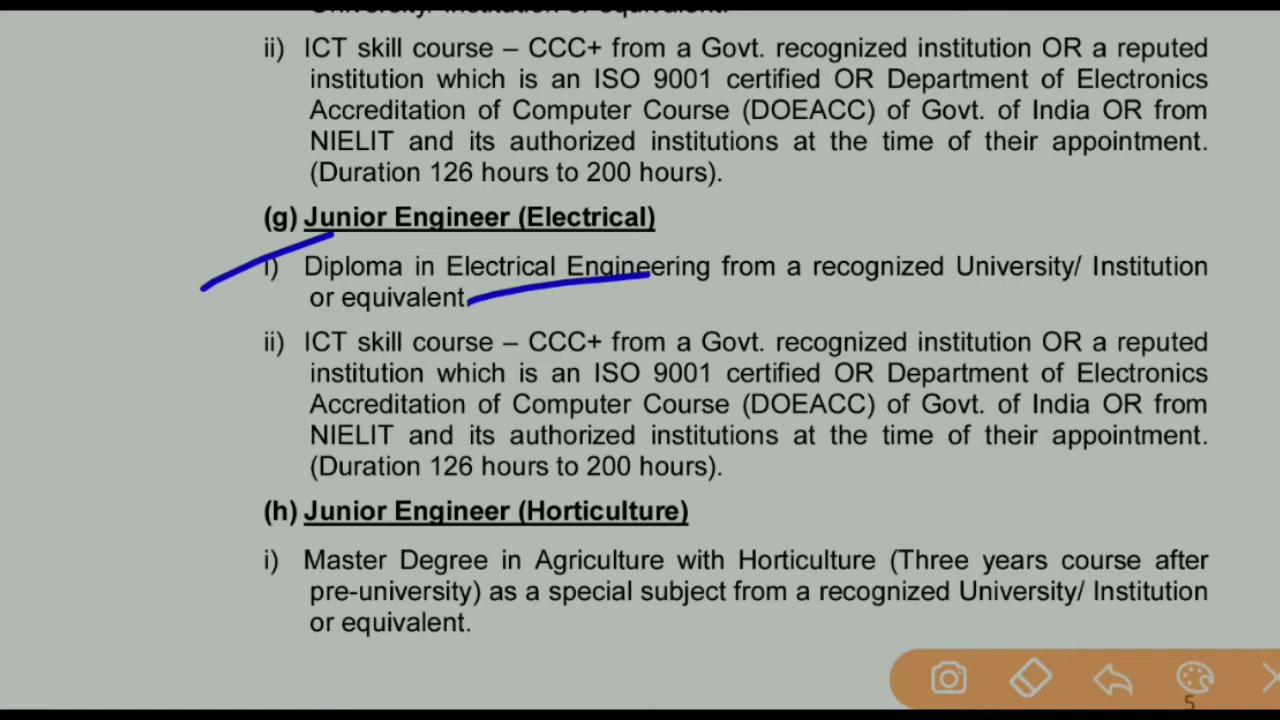 University/ Institution or equivalent.
ii) ICT skill course – CCC+ from a Govt. recognized institution OR a reputed
institution which is an ISO 9001 certified OR Department of Electronics
Accreditation of Computer Course (DOEACC) of Govt. of India OR from
NIELIT and its authorized institutions at the time of their appointment.
(Duration 126 hours to 200 hours).
(g) Junior Engineer (Electrical)
i) Diploma in Electrical Engineering from a recognized University/ Institution
or equivalent.
ii) ICT skill course – CCC+ from a Govt. recognized institution OR a reputed
institution which is an ISO 9001 certified OR Department of Electronics
Accreditation of Computer Course (DOEACC) of Govt. of India OR from
NIELIT and its authorized institutions at the time of their appointment.
(Duration 126 hours to 200 hours).
(h) Junior Engineer (Horticulture)
i) Master Degree in Agriculture with Horticulture (Three years course after
pre-university) as a special subject from a recognized University/ Institution
or equivalent.
5